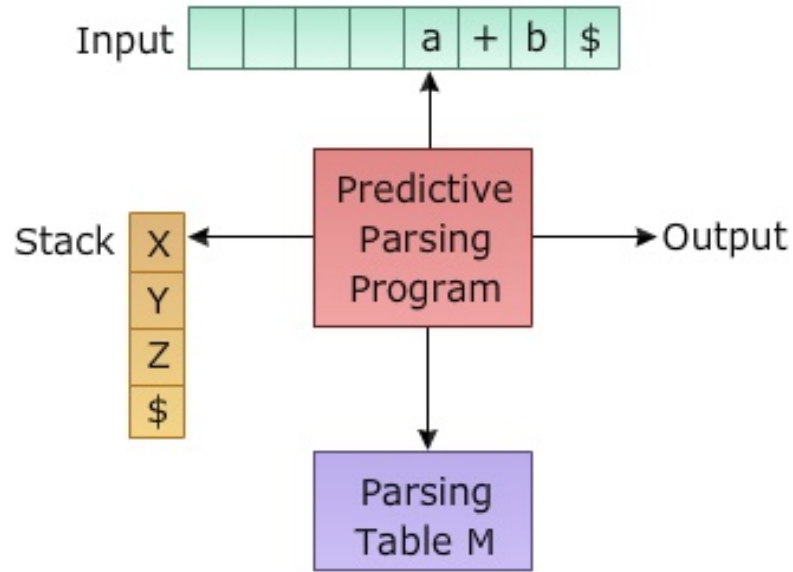 Input a + b $
Predictive
Parsing
Program
Stack X
Y
Z
$
Output
Parsing
Table M